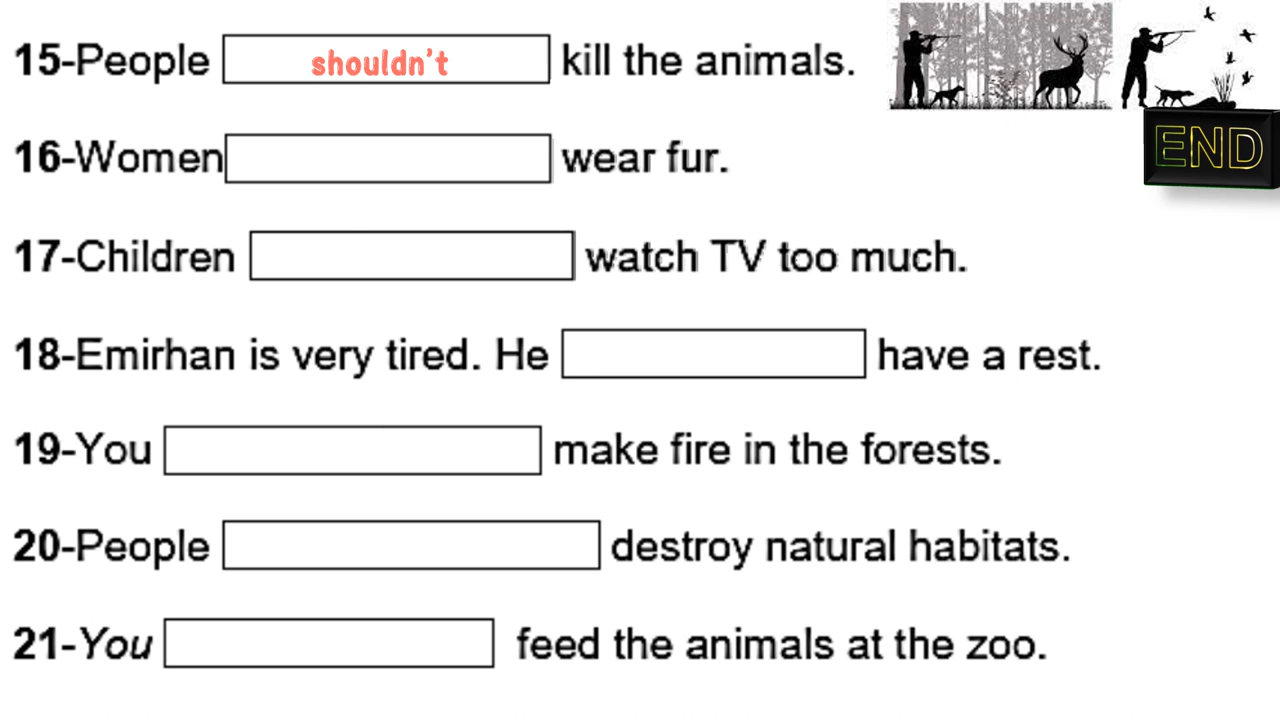 15-People shouldn't kill the animals.
END
16-Women wear fur.
17-Children watch TV too much.
18-Emirhan is very tired. He have a rest.
19-You make fire in the forests.
20-People destroy natural habitats.
21-You feed the animals at the zoo.